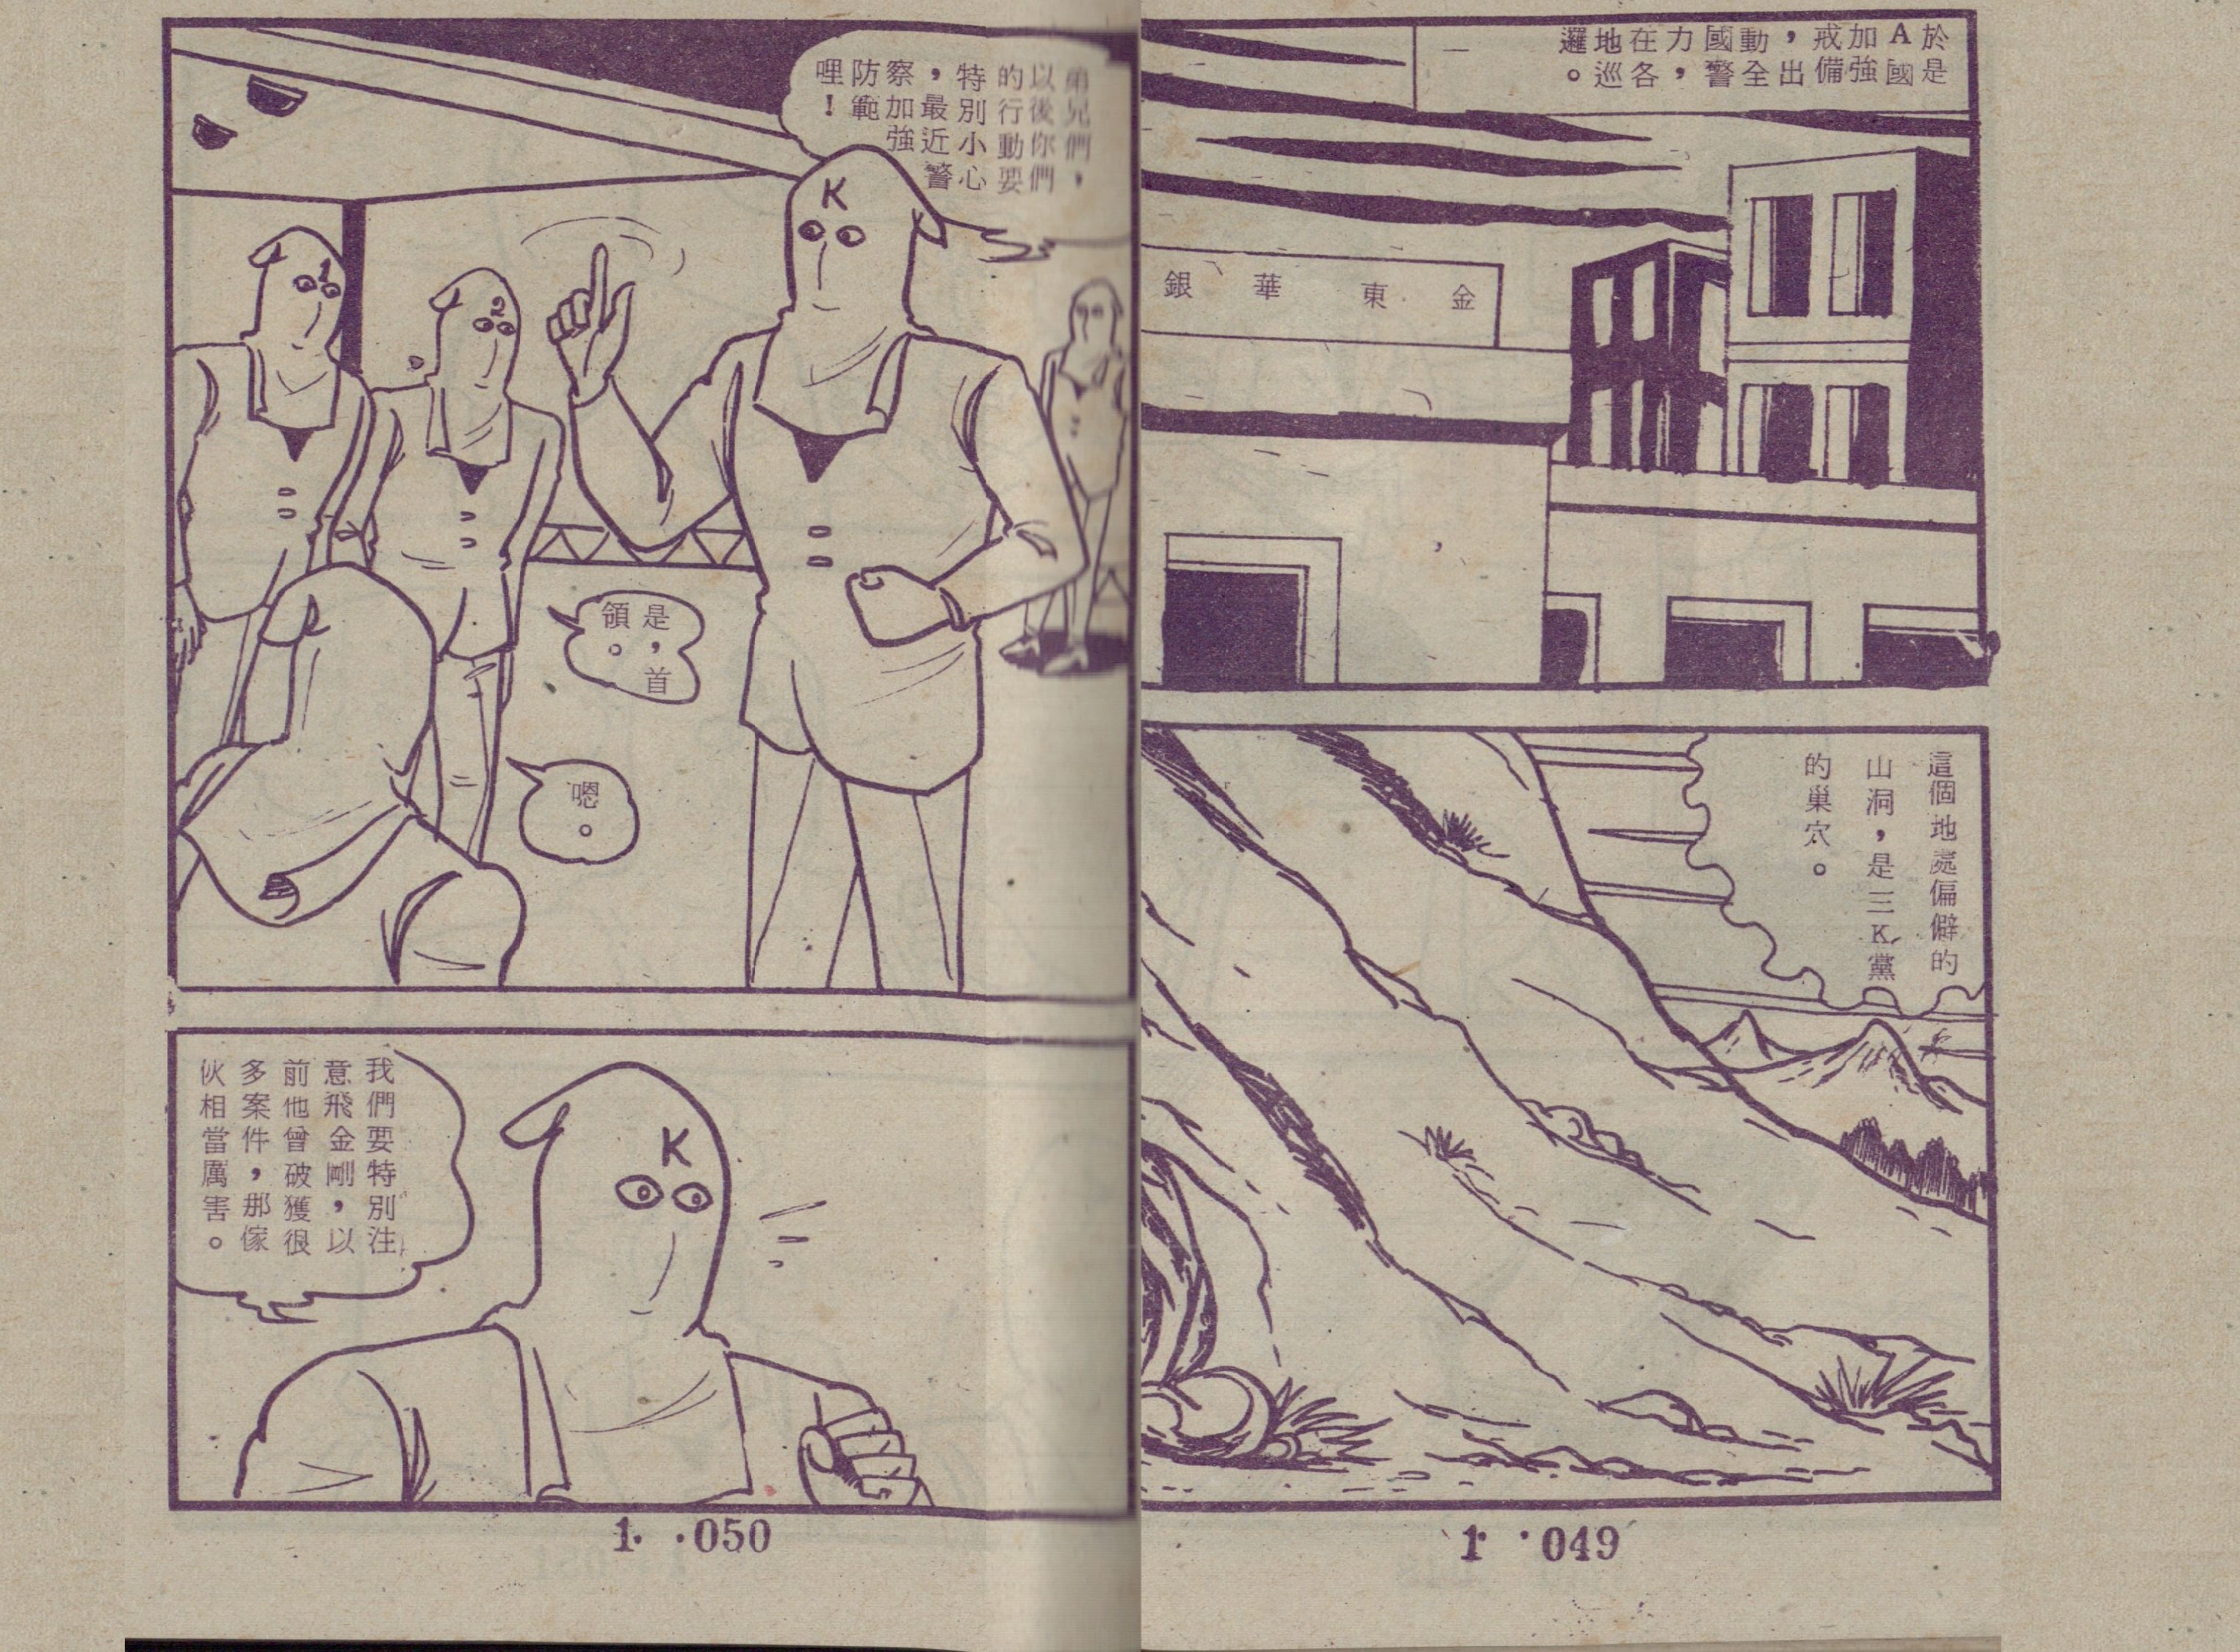 於是
A國
加強
戒備
，出
動全
國警
力，
在各
地巡
邏。
金東華銀
這個地處偏僻的
山洞，是三K黨
的巢穴。
1·049
弟兄們，
以後你們
的行動要
特別小心
，最近警
察加強
防範
哩！
K
2
1
是，首
領。
嗯。
K
我們要特別注
意飛金剛，以
前他曾破獲很
多案件，那傢
伙相當厲害。
1··050